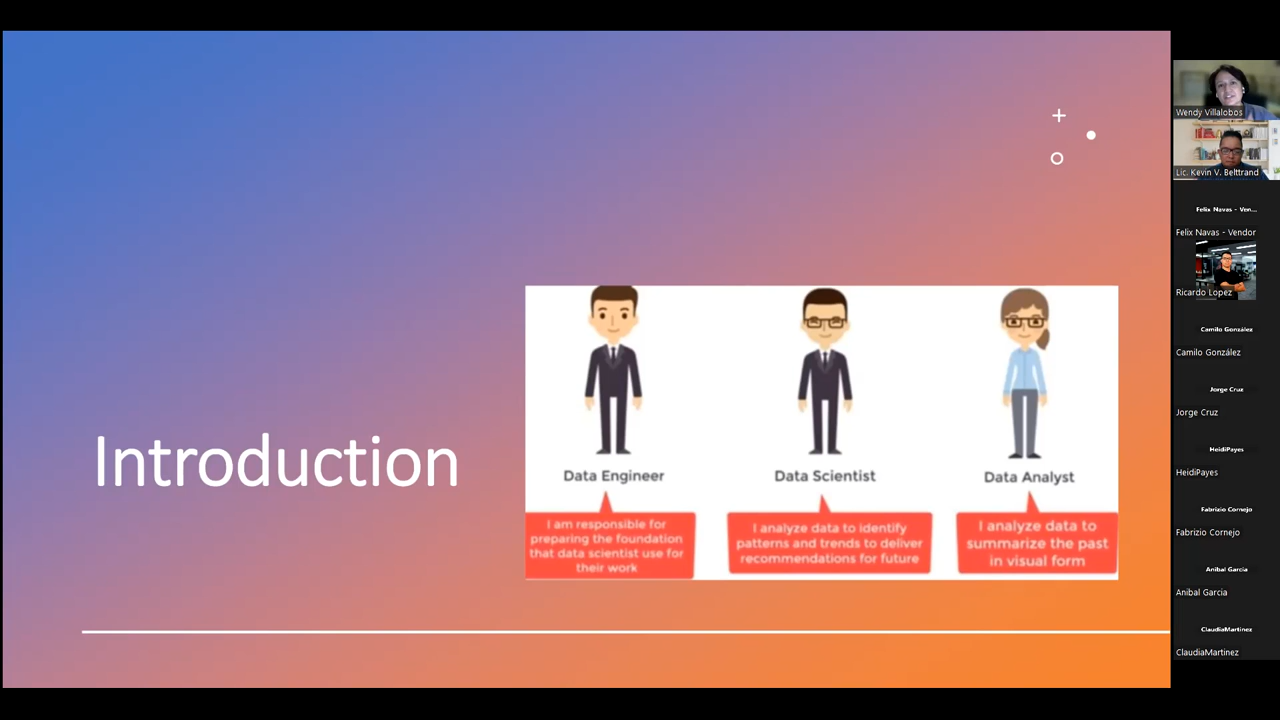 Introduction
Data Engineer
i am responsible for
preparing the foundation
that data scientist use for
their work
Data Scientist
I analyze data to identify
patterns and trends to deliver
recommendations for future
Data Analyst
I analyze data to
summarize the past
in visual form
Wendy Villalobos
Lic. Kevin V. Belttrand
Felix Navas - Ven...
Felix Navas - Vendor
Ricardo Lopez
Camilo González
Camilo González
Jorge Cruz
Jorge Cruz
HeidiPayes
HeidiPayes
Fabrizio Cornejo
Fabrizio Cornejo
Anibal Garcia
Anibal Garcia
ClaudiaMartinez
ClaudiaMartinez